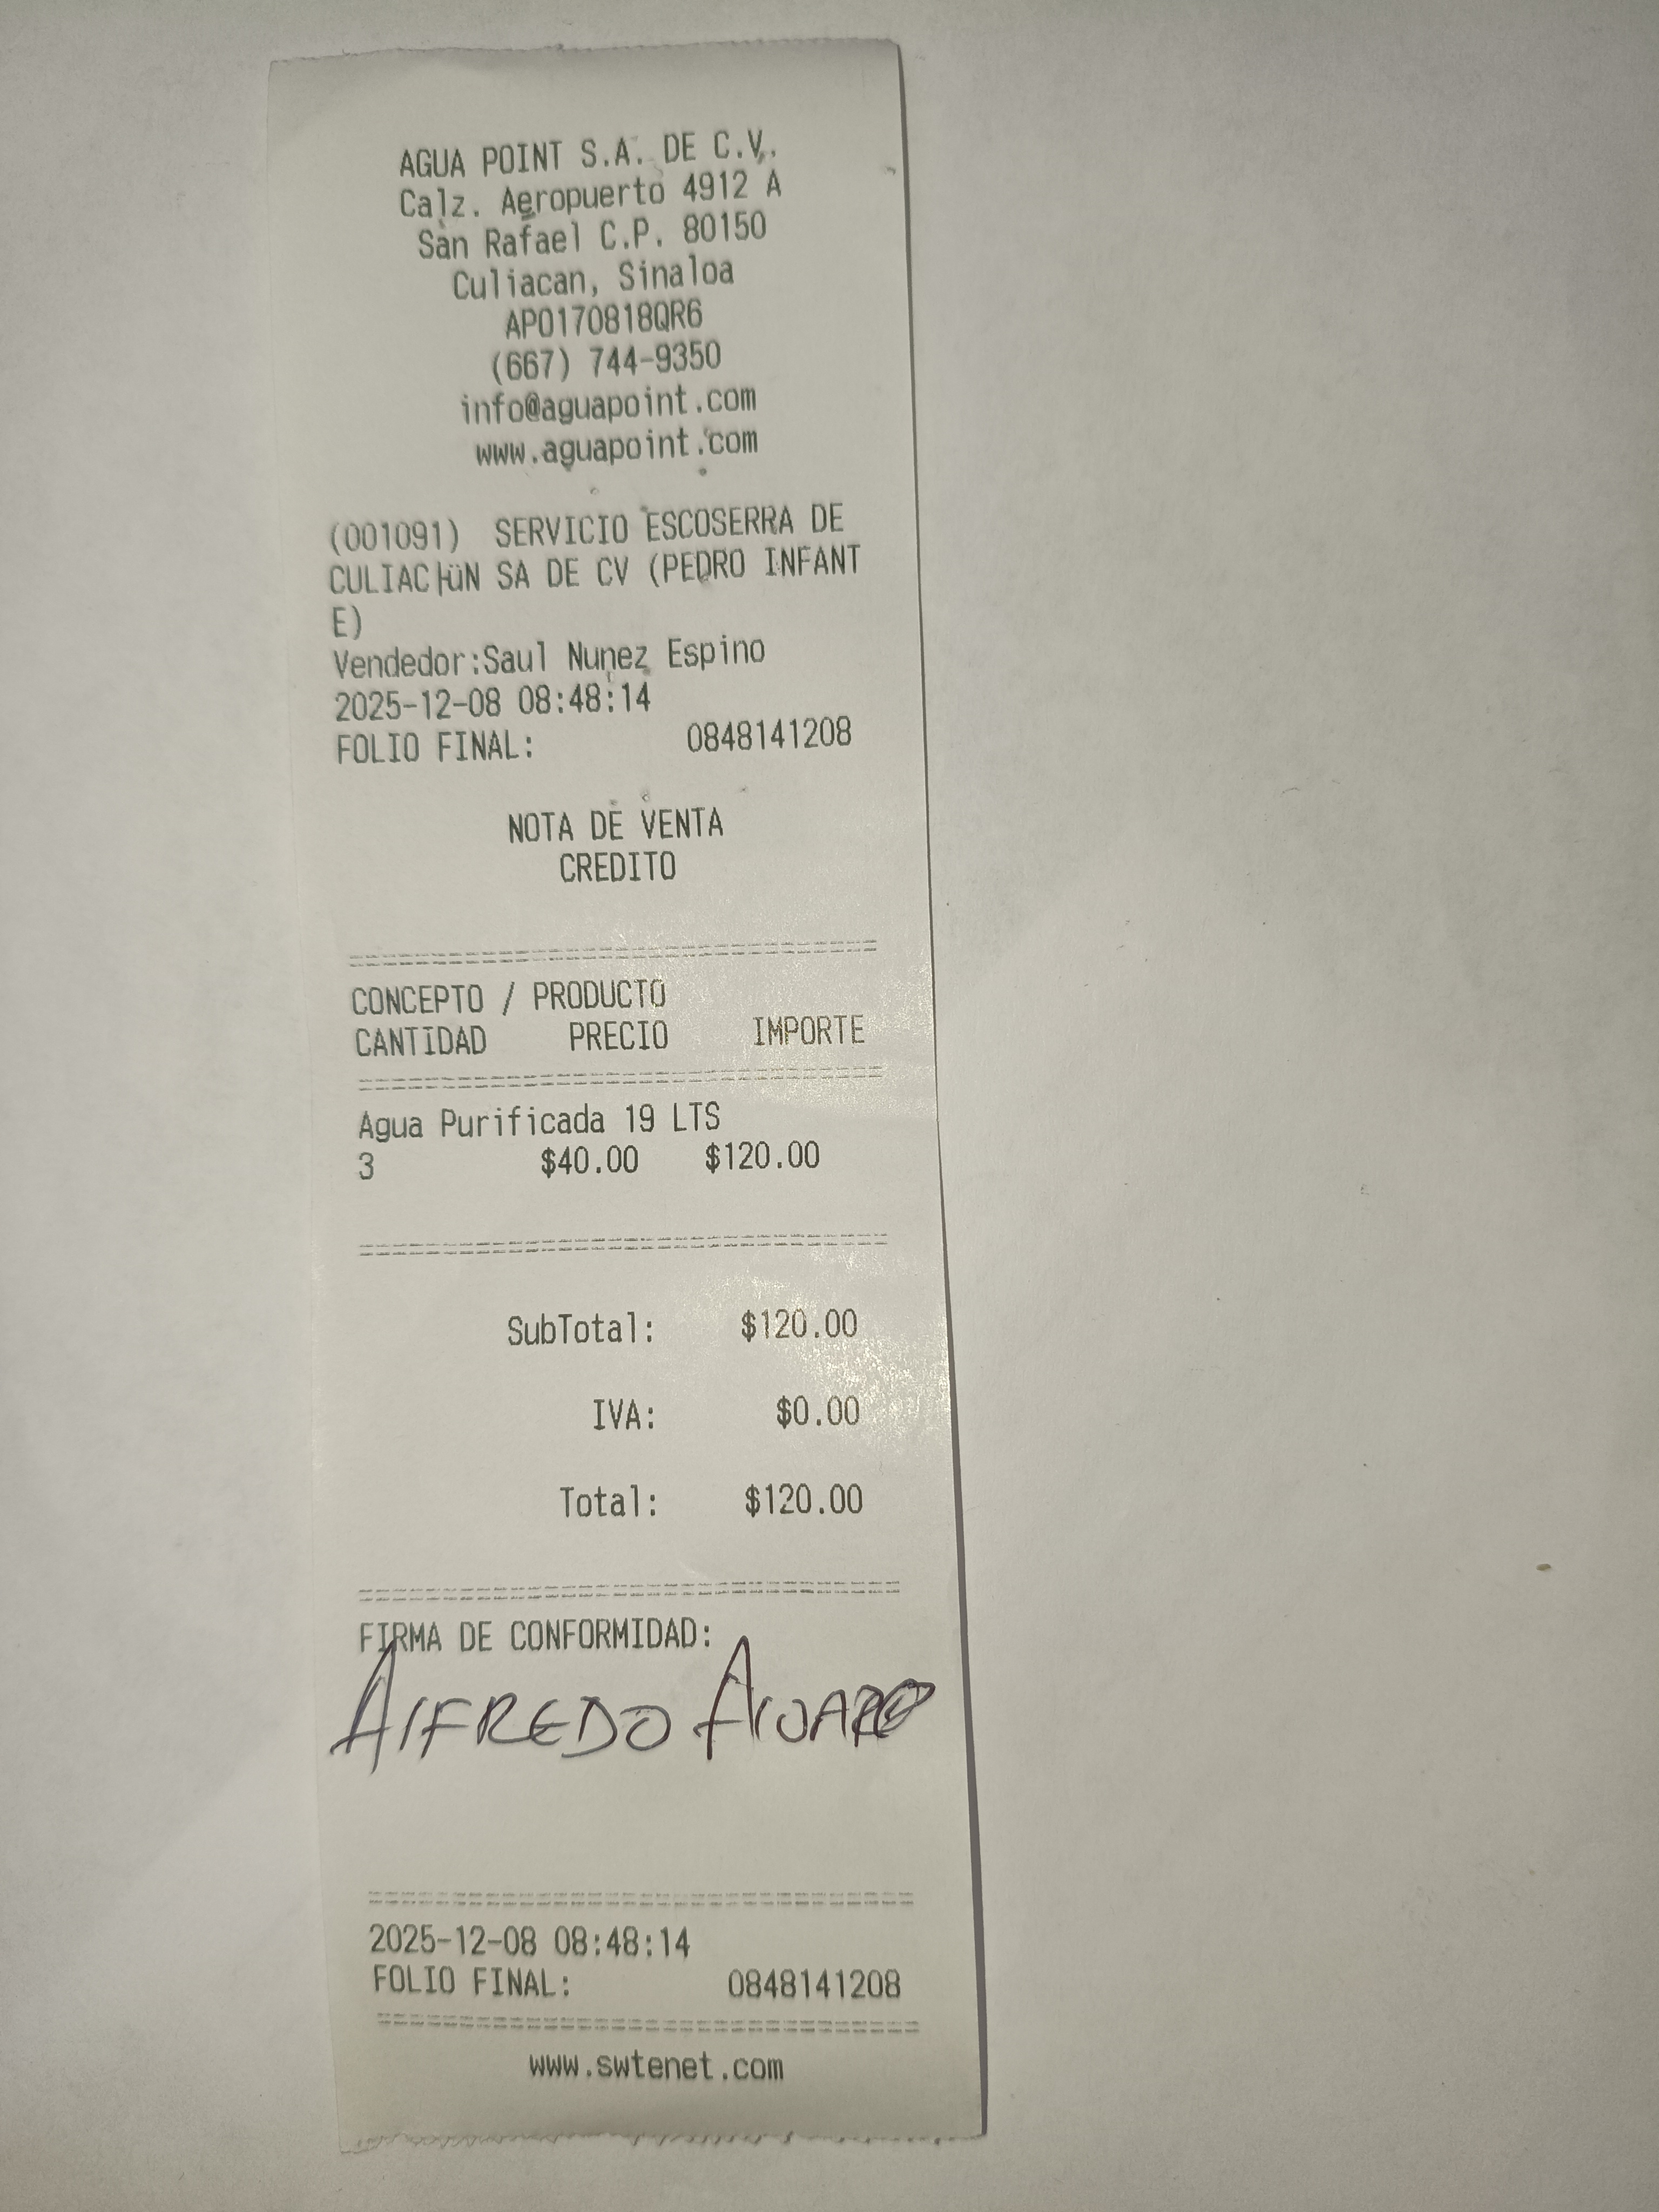 AGUA POINT S.A. DE C.V.
Calz. Aeropuerto 4912 A
San Rafael C.P. 80150
Culiacan, Sinaloa
APO170818QR6
(667) 744-9350
info@aguapoint.com
www.aguapoint.com
(001091) SERVICIO ESCOSERRA DE
CULIAC├üN SA DE CV (PEDRO INFANT
E)
Vendedor:Saul Nunez Espino
2025-12-08 08:48:14
FOLIO FINAL: 0848141208
NOTA DE VENTA
CREDITO
================================
CONCEPTO / PRODUCTO
CANTIDAD PRECIO IMPORTE
================================
Agua Purificada 19 LTS
3 $40.00 $120.00
================================
SubTotal: $120.00
IVA: $0.00
Total: $120.00
================================
FIRMA DE CONFORMIDAD:
AlFREDO
================================
2025-12-08 08:48:14
FOLIO FINAL: 0848141208
================================
www.swtenet.com